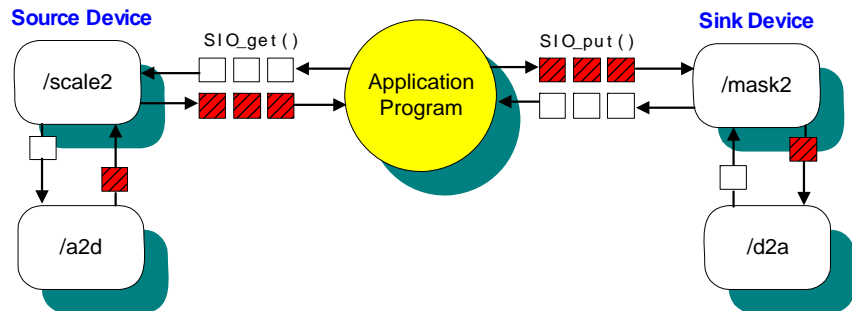 Source Device
Sink Device
SIO_get()
SIO_put()
/scale2
Application
Program
/mask2
/a2d
/d2a